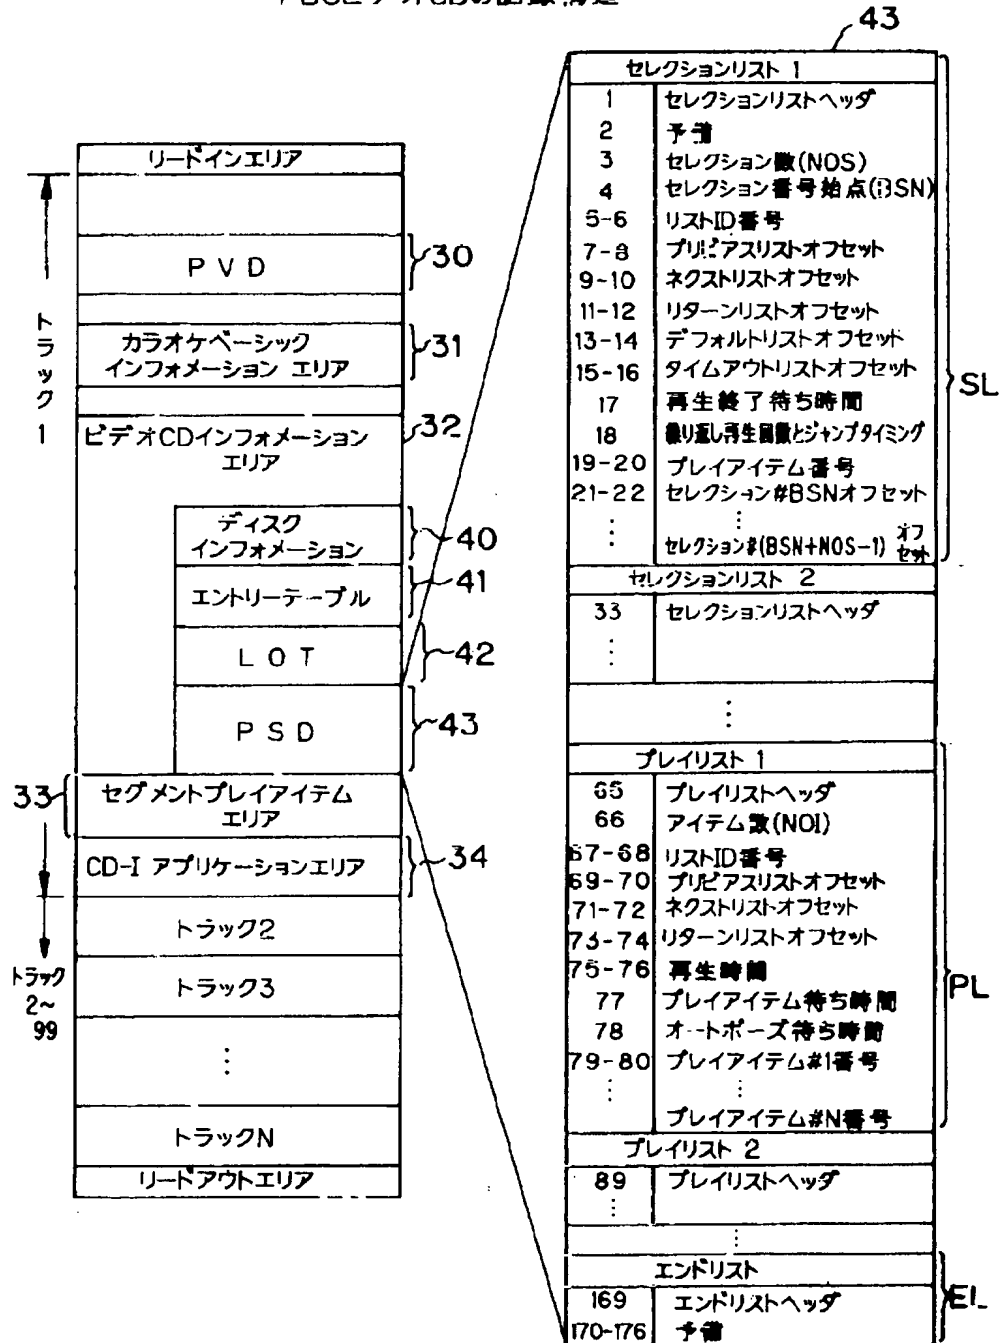 43
リードインエリア
PVD
30
カラオケベーシック
インフォメーション エリア
31
トラック1
ビデオCDインフォメーション
エリア
32
ディスク
インフォメーション
40
エントリーテーブル
41
LOT
42
PSD
43
33
セグメントプレイアイテム
エリア
CD-I アプリケーションエリア
34
トラック2
トラック
2~
99
トラック3
⋮
トラックN
リードアウトエリア
セレクションリスト 1
1 セレクションリストヘッダ
2 予備
3 セレクション数(NOS)
4 セレクション番号始点(BSN)
5-6 リストID番号
7-8 プリビアスリストオフセット
9-10 ネクストリストオフセット
11-12 リターンリストオフセット
13-14 デフォルトリストオフセット
15-16 タイムアウトリストオフセット
17 再生終了待ち時間
18 繰り返し再生回数とジャンプタイミング
19-20 プレイアイテム番号
21-22 セレクション#BSNオフセット
⋮ ⋮
セレクション#(BSN+NOS-1) オフセット
SL
セレクションリスト 2
33 セレクションリストヘッダ
⋮
⋮
プレイリスト 1
65 プレイリストヘッダ
66 アイテム数(NOI)
67-68 リストID番号
69-70 プリビアスリストオフセット
71-72 ネクストリストオフセット
73-74 リターンリストオフセット
75-76 再生時間
77 プレイアイテム待ち時間
78 オートポーズ待ち時間
79-80 プレイアイテム#1番号
⋮ ⋮
プレイアイテム#N番号
PL
プレイリスト 2
89 プレイリストヘッダ
⋮
⋮
エンドリスト
169 エンドリストヘッダ
170-176 予備
EL